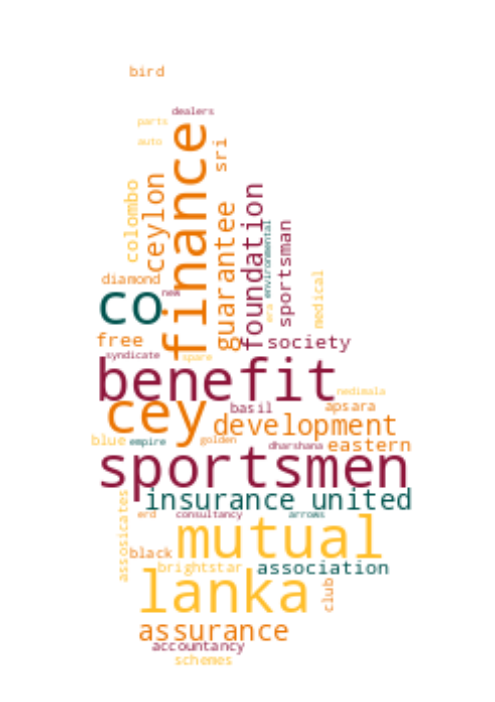 bird
dealers
parts
auto
finance
sri
colombo
ceylon
guarantee
foundation
environmental
sportsman
medical
diamond
new
co
era
free
society
syndicate
spare
benefit
nedimala
cey
basil
apsara
development
blue
empire
golden
dharshana
eastern
sportsmen
assosicates
insurance united
erd
consultancy
arrows
mutual
black
brightstar
association
lanka
club
assurance
accountancy
schemes